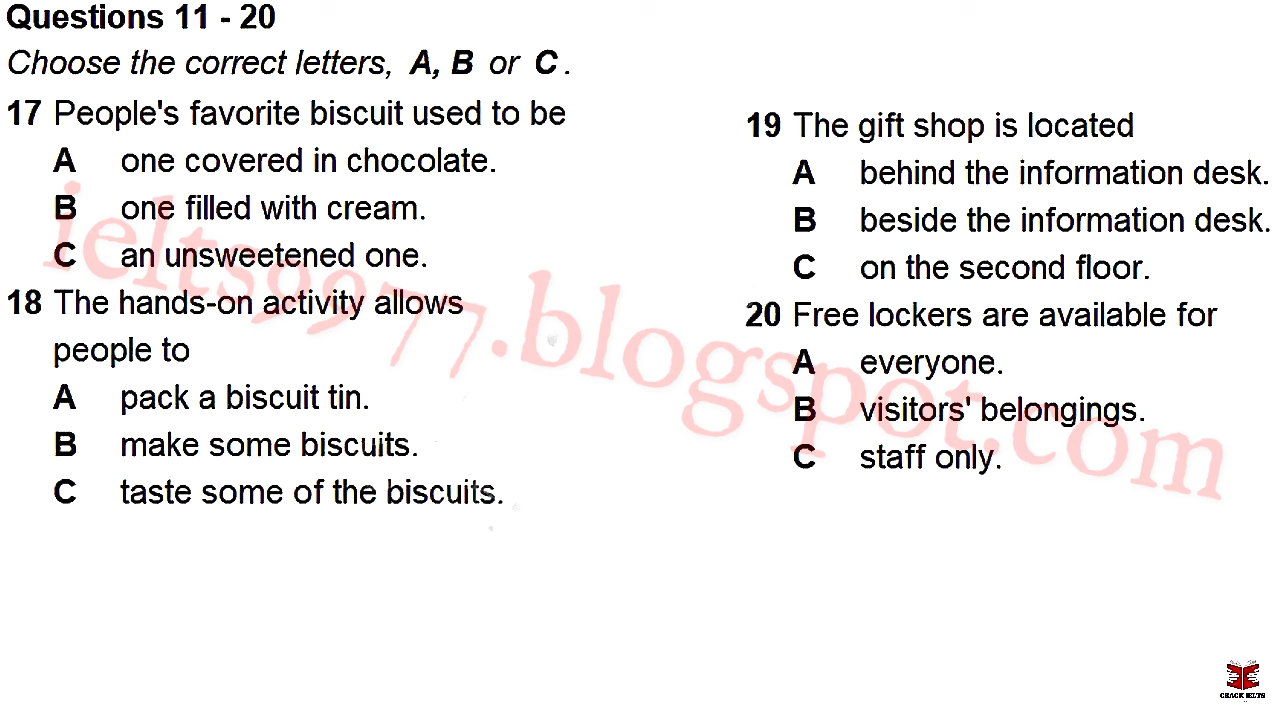 Questions 11 - 20
Choose the correct letters, A, B or C .
17 People's favorite biscuit used to be
A one covered in chocolate.
B one filled with cream.
C an unsweetened one.
18 The hands-on activity allows
people to
A pack a biscuit tin.
B make some biscuits.
C taste some of the biscuits.
19 The gift shop is located
A behind the information desk.
B beside the information desk.
C on the second floor.
20 Free lockers are available for
A everyone.
B visitors' belongings.
C staff only.
ielts9977.blogspot.com
CRACK IELTS